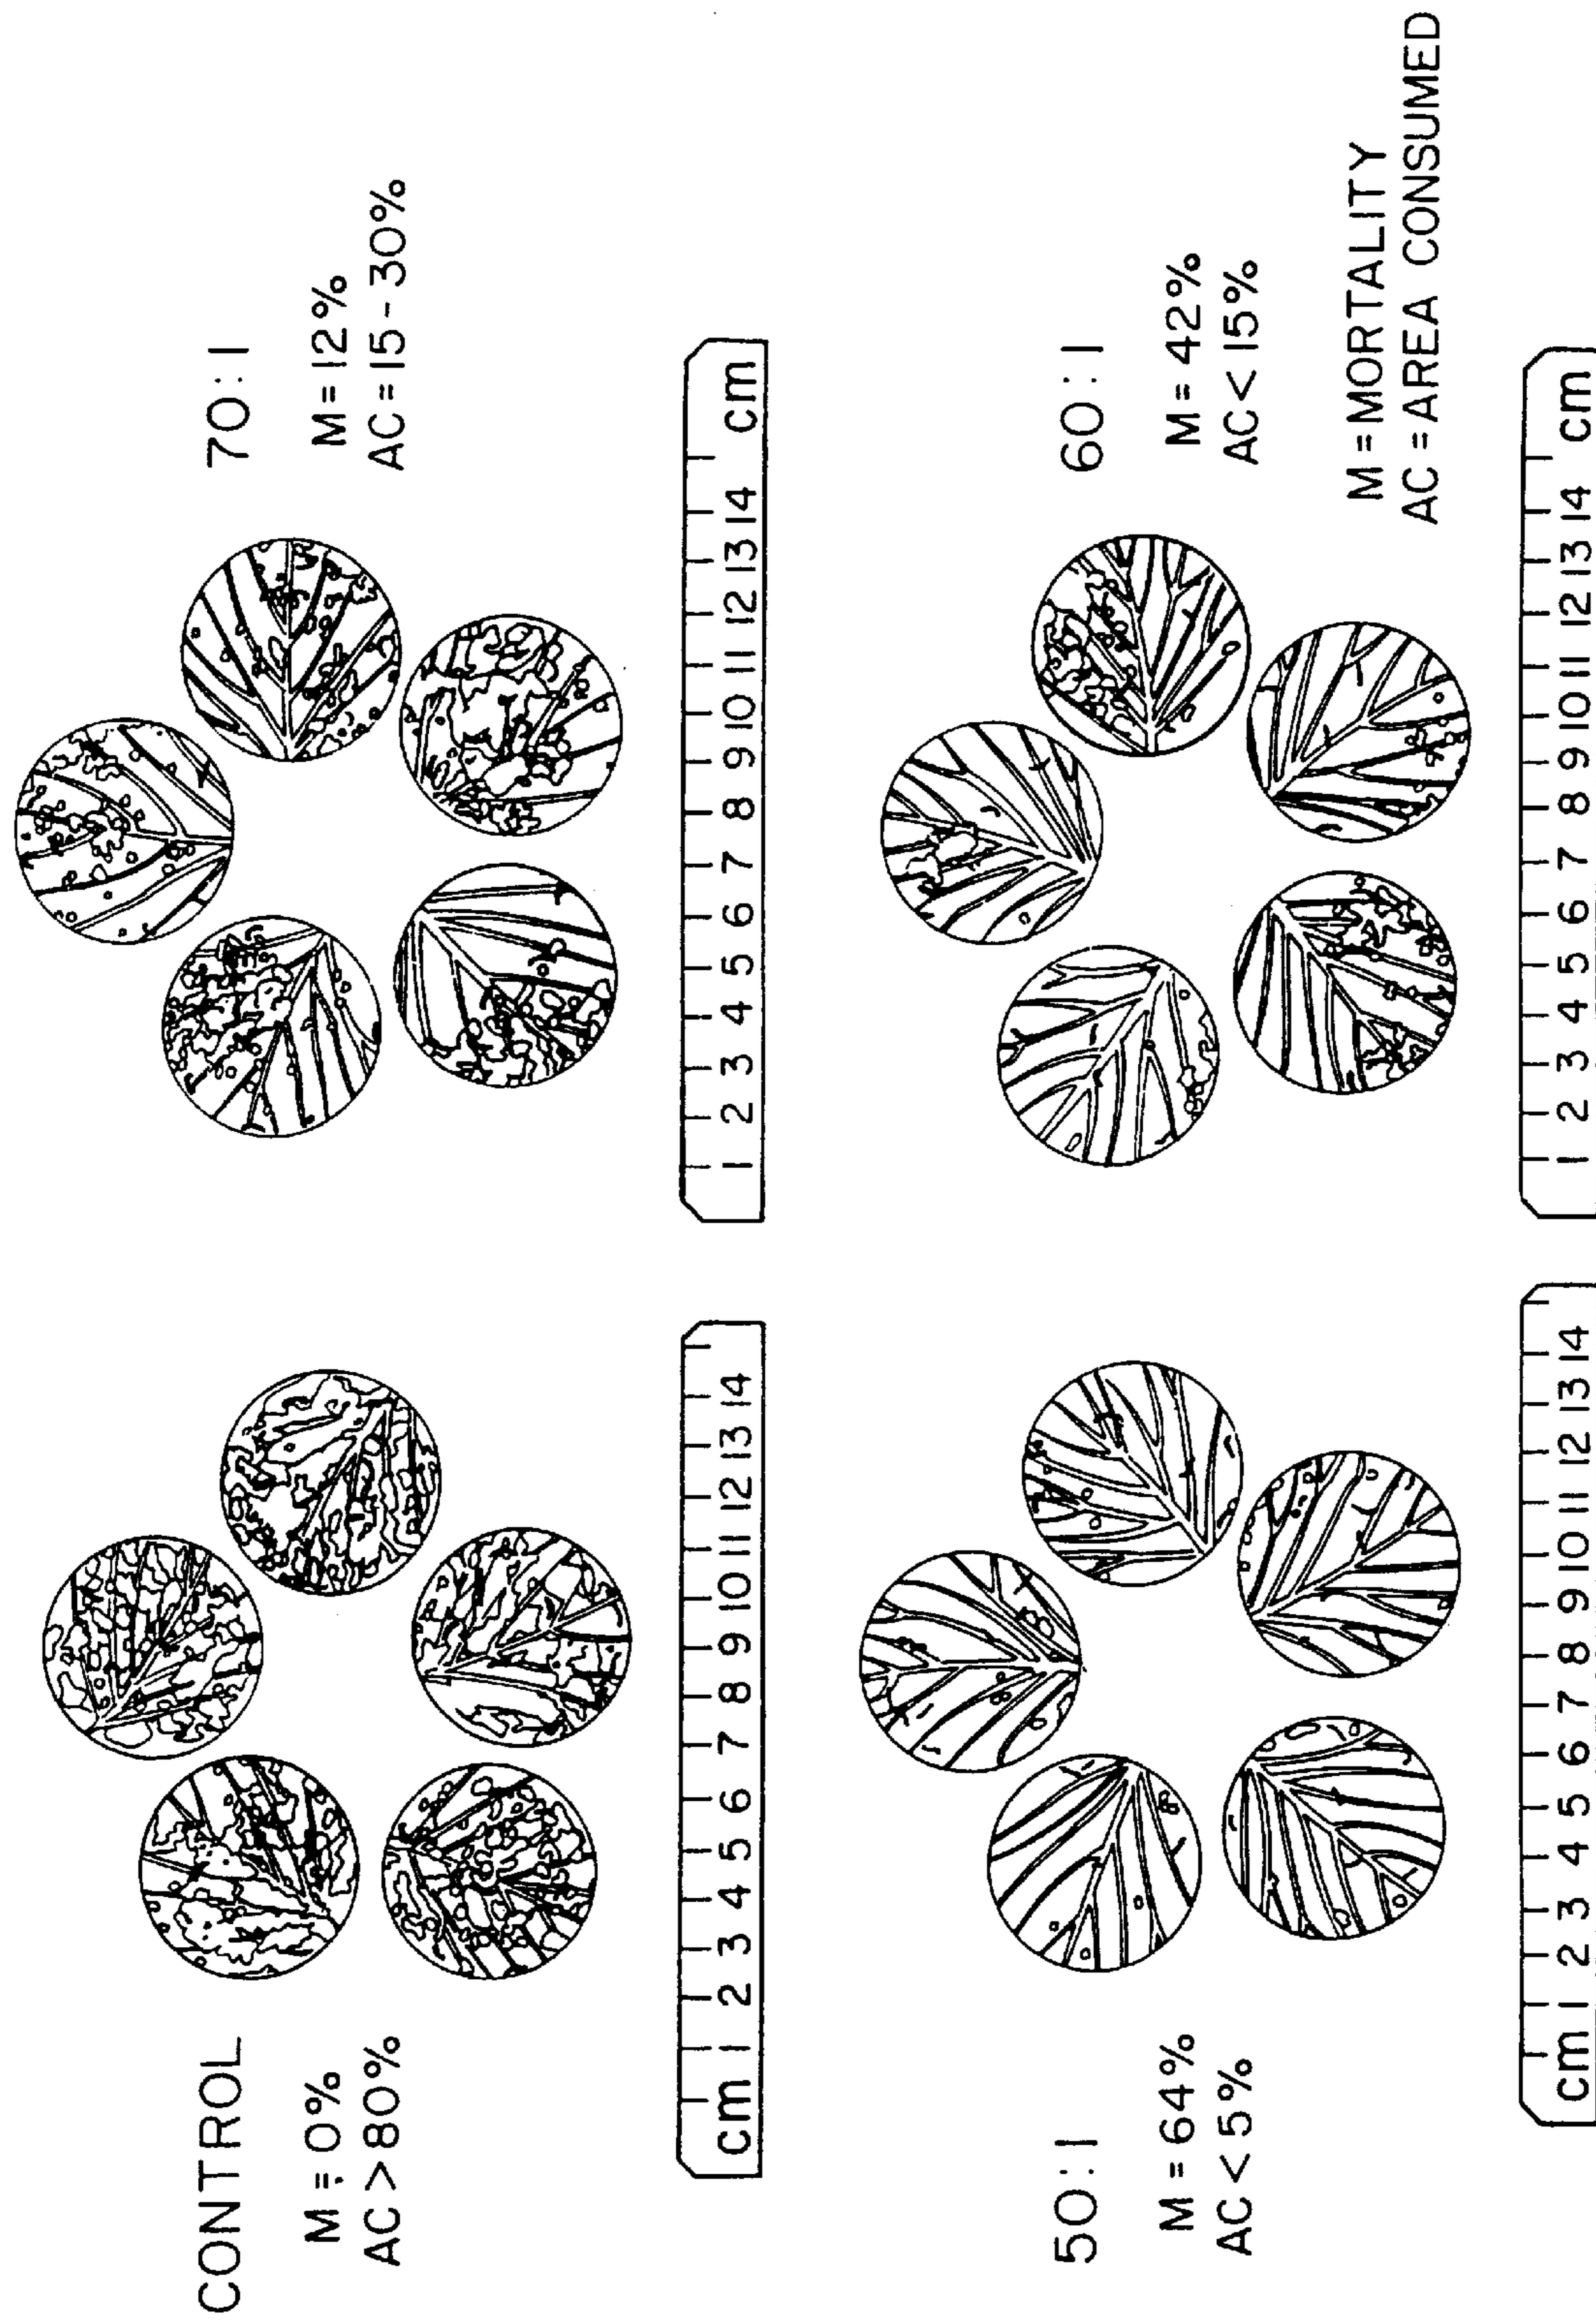 CONTROL
M = 0%
AC > 80%
cm 1 2 3 4 5 6 7 8 9 10 11 12 13 14
70:1
M = 12%
AC = 15-30%
1 2 3 4 5 6 7 8 9 10 11 12 13 14 cm
50:1
M = 64%
AC < 5%
cm 1 2 3 4 5 6 7 8 9 10 11 12 13 14
60:1
M = 42%
AC < 15%
M = MORTALITY
AC = AREA CONSUMED
1 2 3 4 5 6 7 8 9 10 11 12 13 14 cm